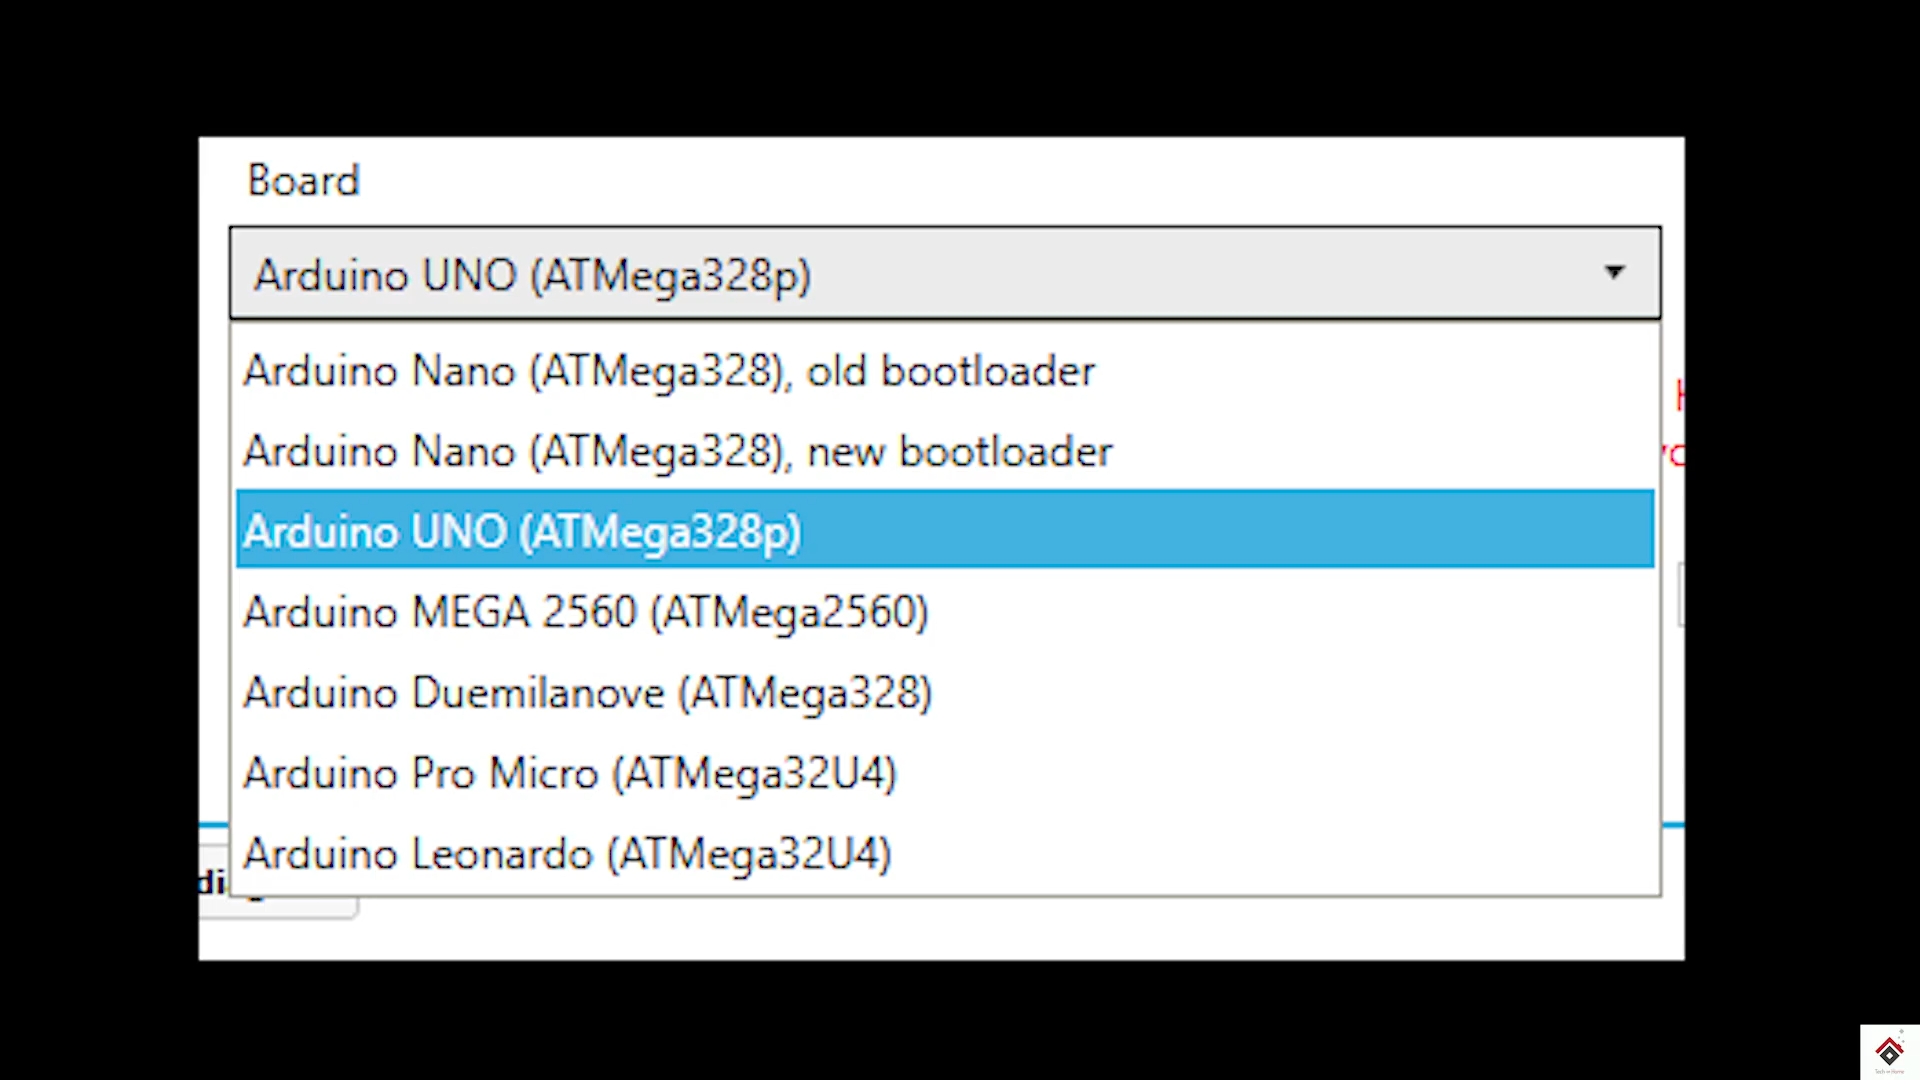 Board
Arduino UNO (ATMega328p)
Arduino Nano (ATMega328), old bootloader
Arduino Nano (ATMega328), new bootloader
Arduino UNO (ATMega328p)
Arduino MEGA 2560 (ATMega2560)
Arduino Duemilanove (ATMega328)
Arduino Pro Micro (ATMega32U4)
Arduino Leonardo (ATMega32U4)